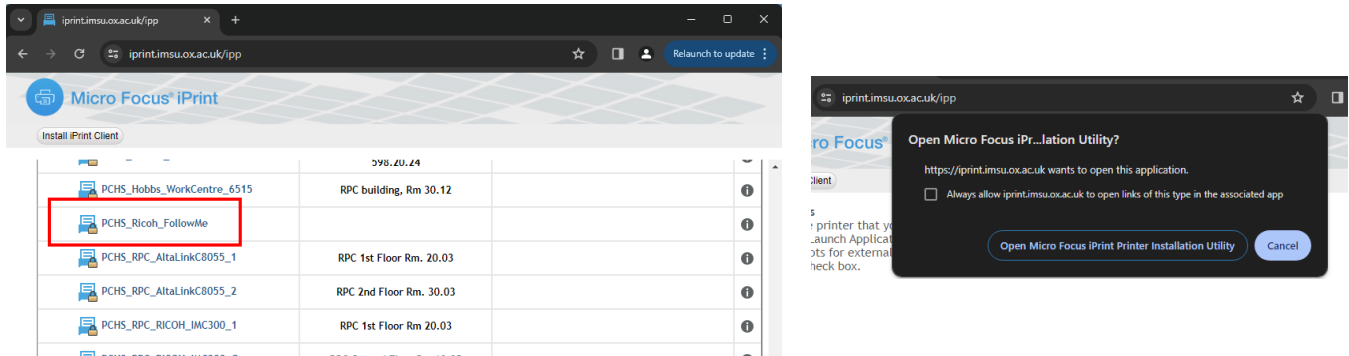 iprint.imsu.ox.ac.uk/ipp
iprint.imsu.ox.ac.uk/ipp
Relaunch to update
Micro Focus® iPrint
Install iPrint Client
598.20.24
PCHS_Hobbs_WorkCentre_6515 RPC building, Rm 30.12
PCHS_Ricoh_FollowMe
PCHS_RPC_AltaLinkC8055_1 RPC 1st Floor Rm. 20.03
PCHS_RPC_AltaLinkC8055_2 RPC 2nd Floor Rm. 30.03
PCHS_RPC_RICOH_IMC300_1 RPC 1st Floor Rm 20.03
iprint.imsu.ox.ac.uk/ipp
ro Focus®
Client
Open Micro Focus iPr...lation Utility?
https://iprint.imsu.ox.ac.uk wants to open this application.
Always allow iprint.imsu.ox.ac.uk to open links of this type in the associated app
printer that yo
Launch Applicat
ots for external
heck box.
Open Micro Focus iPrint Printer Installation Utility
Cancel